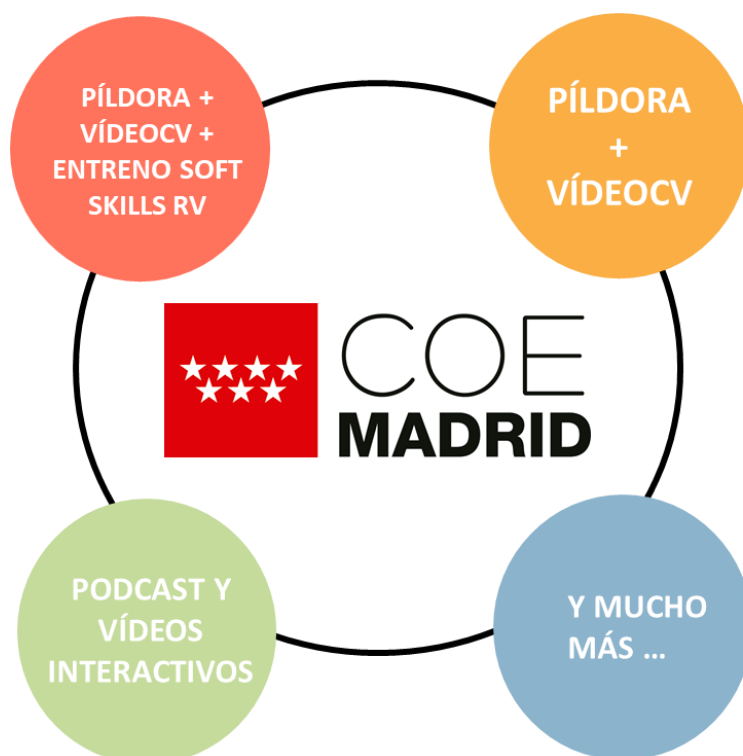 PÍLDORA +
VÍDEOCV +
ENTRENO SOFT
SKILLS RV
PÍLDORA
+
VÍDEOCV
COE
MADRID
PODCAST Y
VÍDEOS
INTERACTIVOS
Y MUCHO
MÁS ...